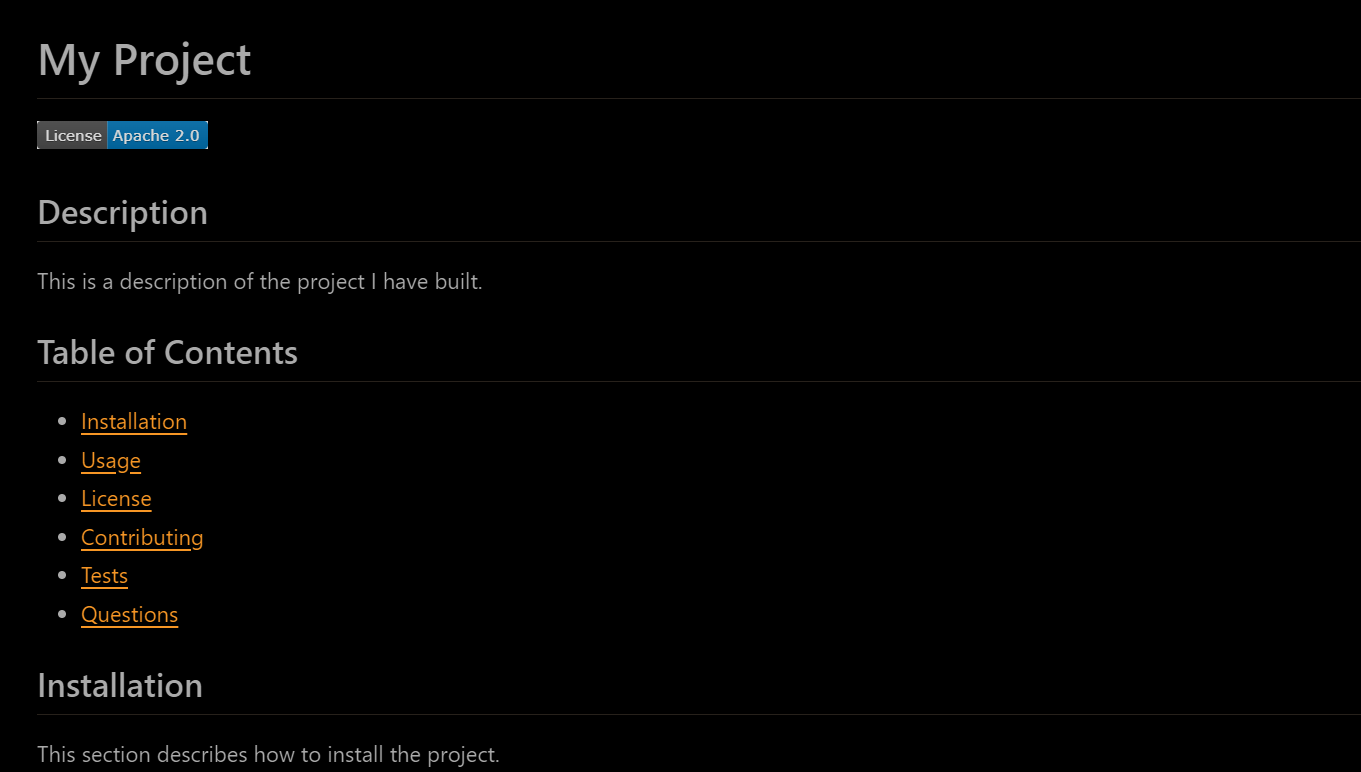 My Project
License Apache 2.0
Description
This is a description of the project I have built.
Table of Contents
Installation
Usage
License
Contributing
Tests
Questions
Installation
This section describes how to install the project.